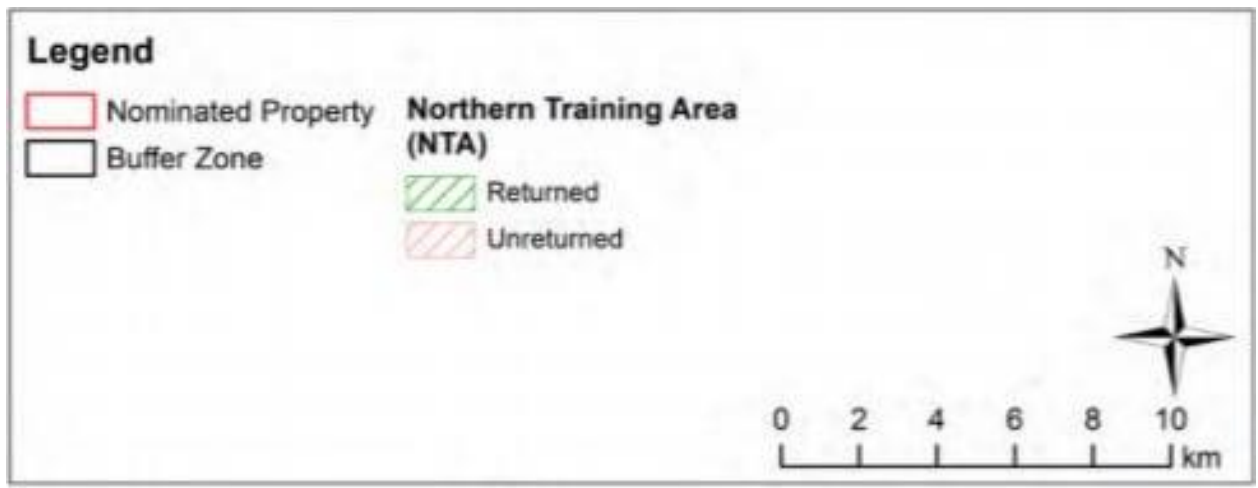 Legend
Nominated Property
Buffer Zone
Northern Training Area
(NTA)
Returned
Unreturned
N
0 2 4 6 8 10
km